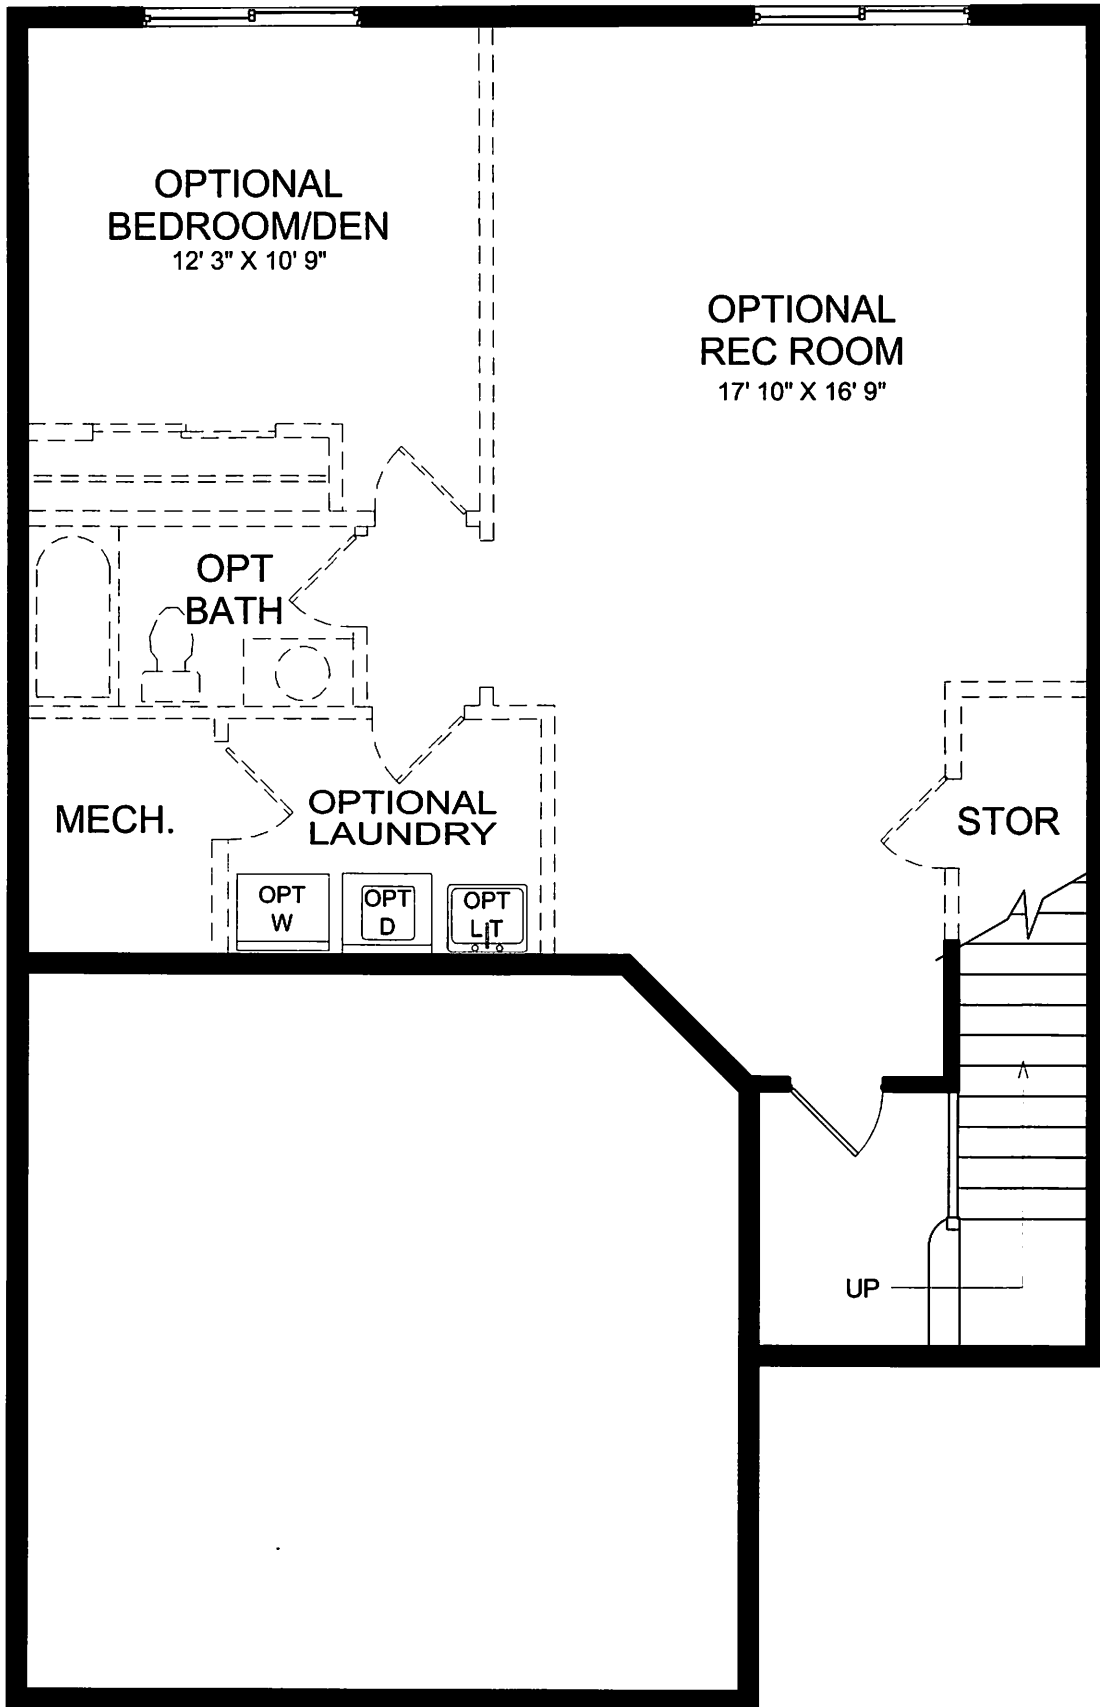 OPTIONAL
BEDROOM/DEN
12' 3" X 10' 9"
OPTIONAL
REC ROOM
17' 10" X 16' 9"
OPT
BATH
MECH.
OPTIONAL
LAUNDRY
STOR
OPT
W
OPT
D
OPT
LT
UP